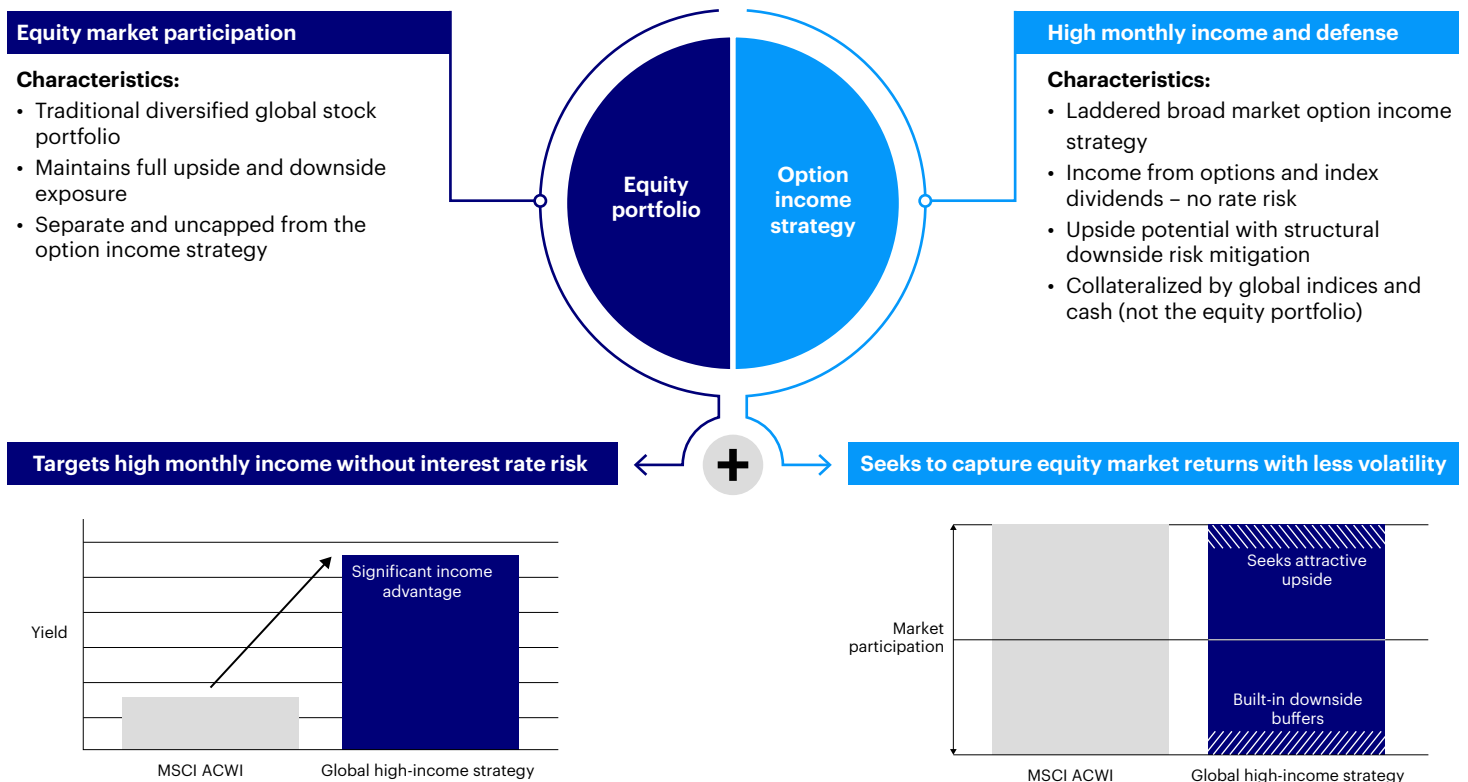 Equity market participation
Characteristics:
• Traditional diversified global stock
portfolio
• Maintains full upside and downside
exposure
• Separate and uncapped from the
option income strategy
Equity
portfolio
Option
income
strategy
High monthly income and defense
Characteristics:
• Laddered broad market option income
strategy
• Income from options and index
dividends – no rate risk
• Upside potential with structural
downside risk mitigation
• Collateralized by global indices and
cash (not the equity portfolio)
Targets high monthly income without interest rate risk
+
Seeks to capture equity market returns with less volatility
Yield
Significant income
advantage
MSCI ACWI
Global high-income strategy
Market
participation
Seeks attractive
upside
Built-in downside
buffers
MSCI ACWI
Global high-income strategy